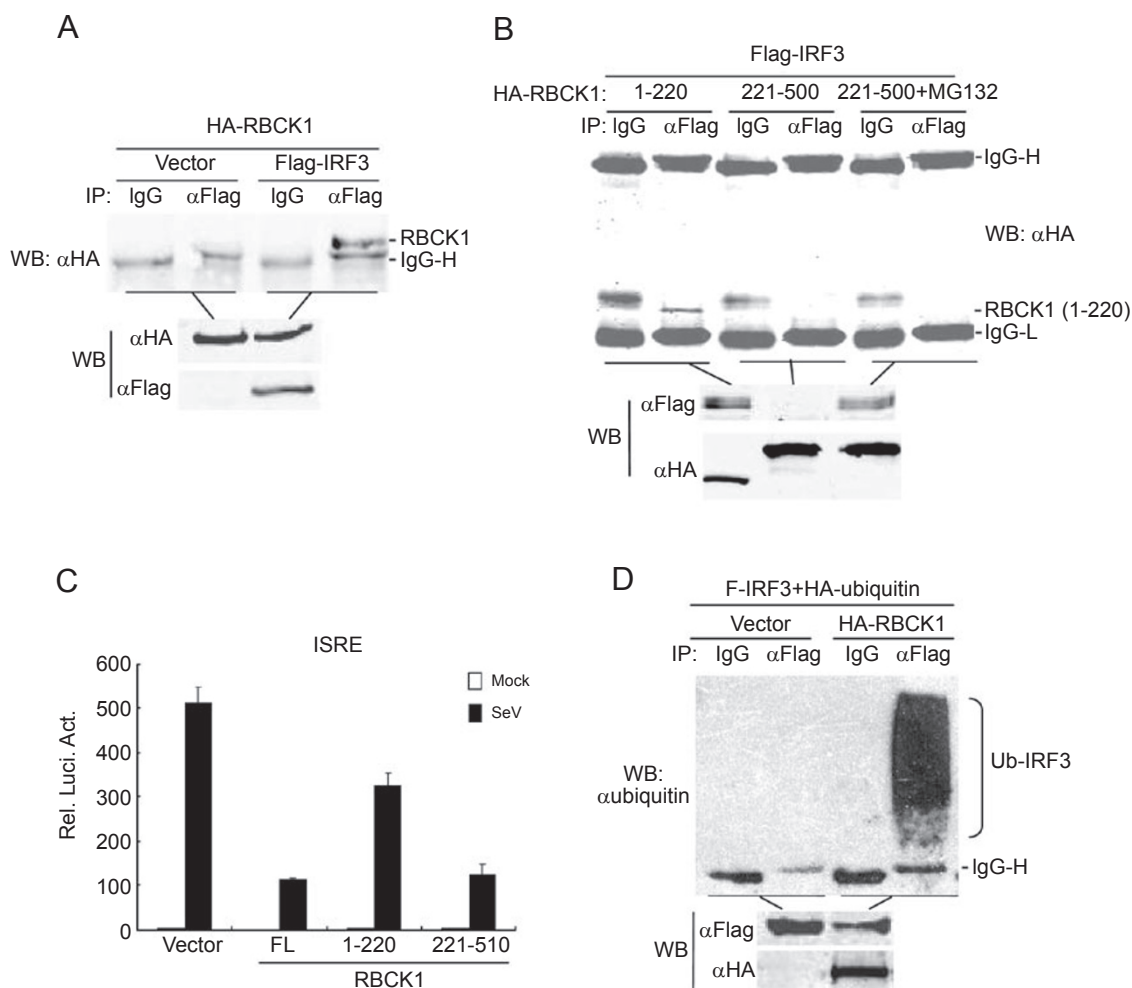 A
HA-RBCK1
Vector Flag-IRF3
IP: IgG αFlag IgG αFlag
WB: αHA
RBCK1
IgG-H
WB
αHA
αFlag
B
Flag-IRF3
HA-RBCK1: 1-220 221-500 221-500+MG132
IP: IgG αFlag IgG αFlag IgG αFlag
IgG-H
WB: αHA
RBCK1 (1-220)
IgG-L
WB
αFlag
αHA
C
ISRE
Rel. Luci. Act.
600
500
400
300
200
100
0
Mock
SeV
Vector FL 1-220 221-510
RBCK1
D
F-IRF3+HA-ubiquitin
Vector HA-RBCK1
IP: IgG αFlag IgG αFlag
WB:
αubiquitin
Ub-IRF3
IgG-H
WB
αFlag
αHA